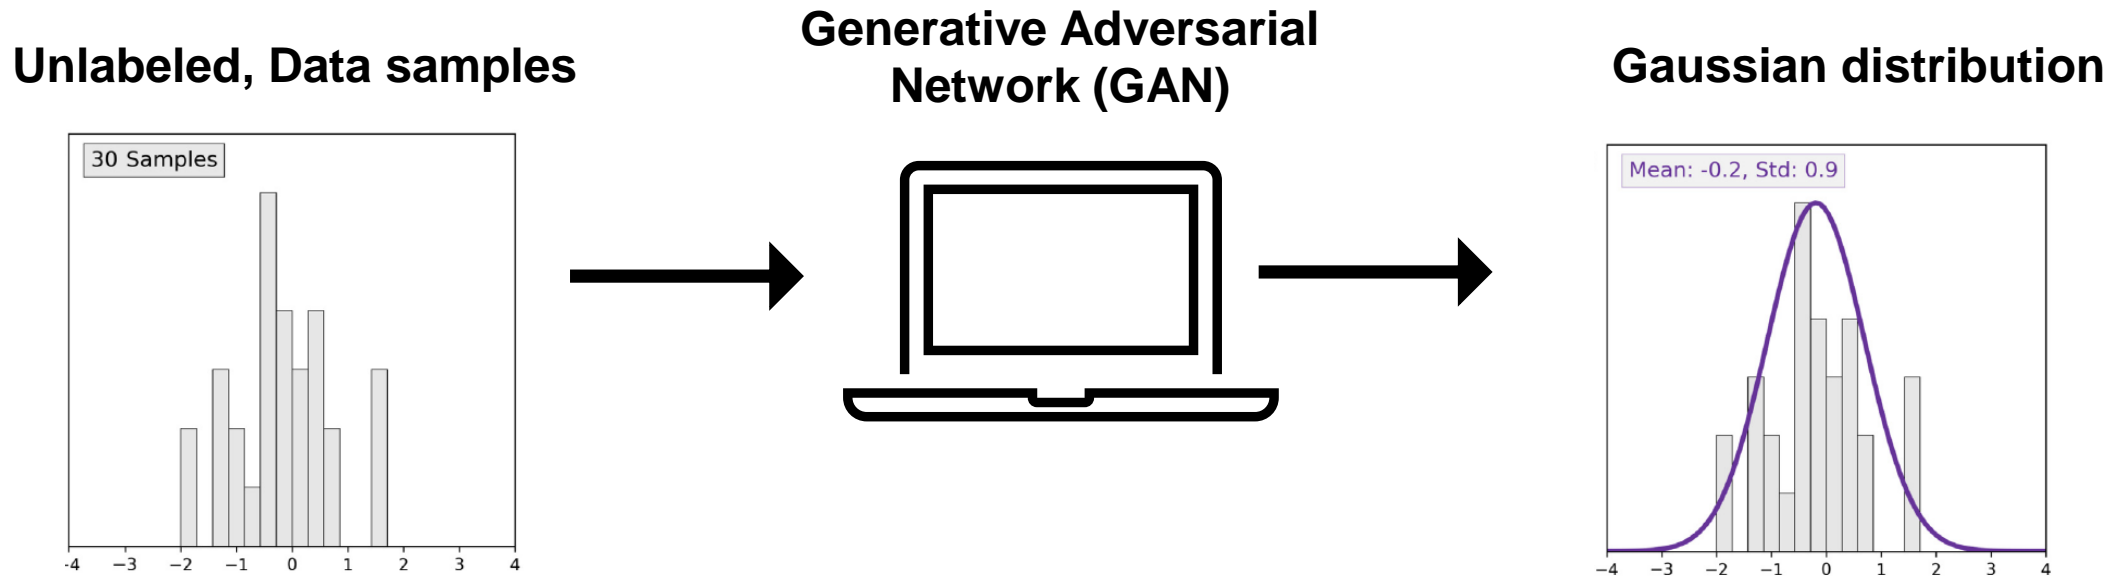 Unlabeled, Data samples
Generative Adversarial
Network (GAN)
Gaussian distribution
30 Samples
-4 −3 −2 −1 0 1 2 3 4
Mean: -0.2, Std: 0.9
−4 −3 −2 −1 0 1 2 3 4